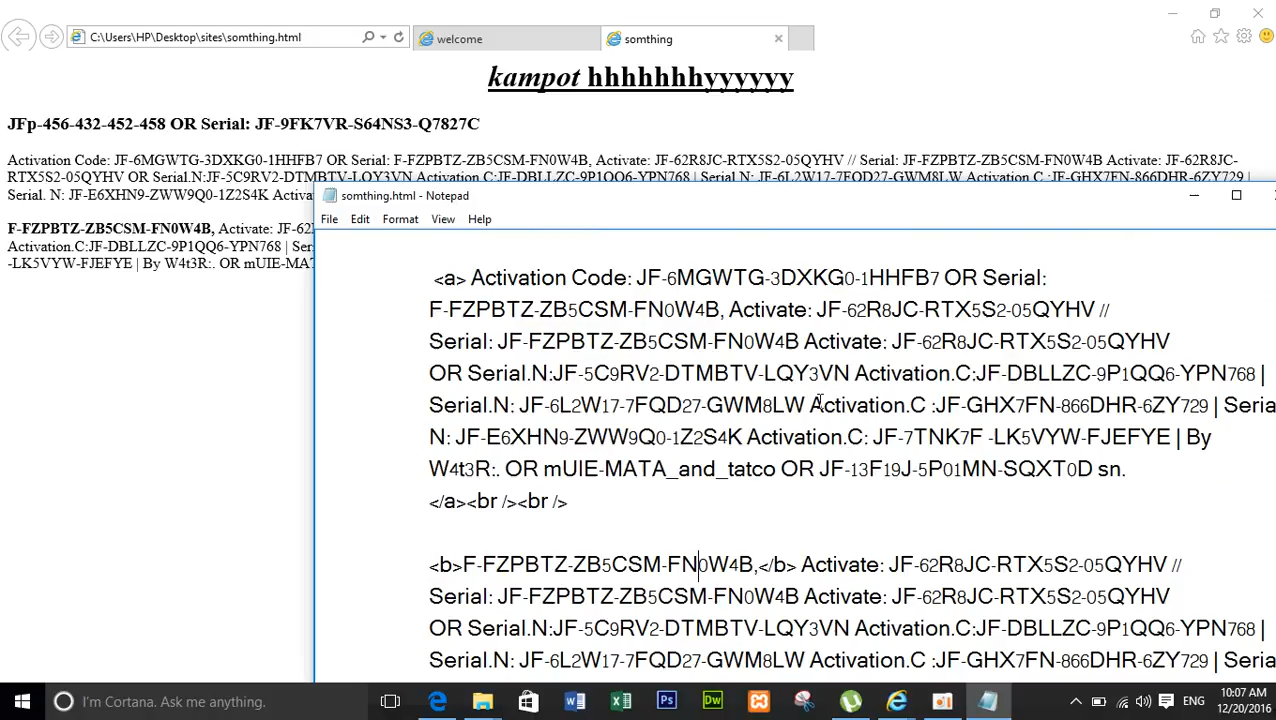 C:\Users\HP\Desktop\sites\somthing.html
welcome
somthing
kampot hhhhhhhyyyyyy
JFp-456-432-452-458 OR Serial: JF-9FK7VR-S64NS3-Q7827C
Activation Code: JF-6MGWTG-3DXKG0-1HHFB7 OR Serial: F-FZPBTZ-ZB5CSM-FN0W4B, Activate: JF-62R8JC-RTX5S2-05QYHV // Serial: JF-FZPBTZ-ZB5CSM-FN0W4B Activate: JF-62R8JC-
RTX5S2-05QYHV OR Serial.N:JF-5C9RV2-DTMBTV-LQY3VN Activation.C:JF-DBLLZC-9P1QQ6-YPN768 | Serial.N: JF-6L2W17-7FQD27-GWM8LW Activation.C :JF-GHX7FN-866DHR-6ZY729 |
Serial. N: JF-E6XHN9-ZWW9Q0-1Z2S4K Activa
F-FZPBTZ-ZB5CSM-FN0W4B, Activate: JF-62
Activation.C:JF-DBLLZC-9P1QQ6-YPN768 | Ser
-LK5VYW-FJEFYE | By W4t3R:. OR mUIE-MAT
somthing.html - Notepad
File Edit Format View Help
<a> Activation Code: JF-6MGWTG-3DXKG0-1HHFB7 OR Serial:
F-FZPBTZ-ZB5CSM-FN0W4B, Activate: JF-62R8JC-RTX5S2-05QYHV //
Serial: JF-FZPBTZ-ZB5CSM-FN0W4B Activate: JF-62R8JC-RTX5S2-05QYHV
OR Serial.N:JF-5C9RV2-DTMBTV-LQY3VN Activation.C:JF-DBLLZC-9P1QQ6-YPN768 |
Serial.N: JF-6L2W17-7FQD27-GWM8LW Activation.C :JF-GHX7FN-866DHR-6ZY729 | Seria
N: JF-E6XHN9-ZWW9Q0-1Z2S4K Activation.C: JF-7TNK7F -LK5VYW-FJEFYE | By
W4t3R:. OR mUIE-MATA_and_tatco OR JF-13F19J-5P01MN-SQXT0D sn.
</a><br /><br />
<b>F-FZPBTZ-ZB5CSM-FN0W4B,</b> Activate: JF-62R8JC-RTX5S2-05QYHV //
Serial: JF-FZPBTZ-ZB5CSM-FN0W4B Activate: JF-62R8JC-RTX5S2-05QYHV
OR Serial.N:JF-5C9RV2-DTMBTV-LQY3VN Activation.C:JF-DBLLZC-9P1QQ6-YPN768 |
Serial.N: JF-6L2W17-7FQD27-GWM8LW Activation.C :JF-GHX7FN-866DHR-6ZY729 | Seria
I'm Cortana. Ask me anything.
Ps
Dw
ENG
10:07 AM
12/20/2016